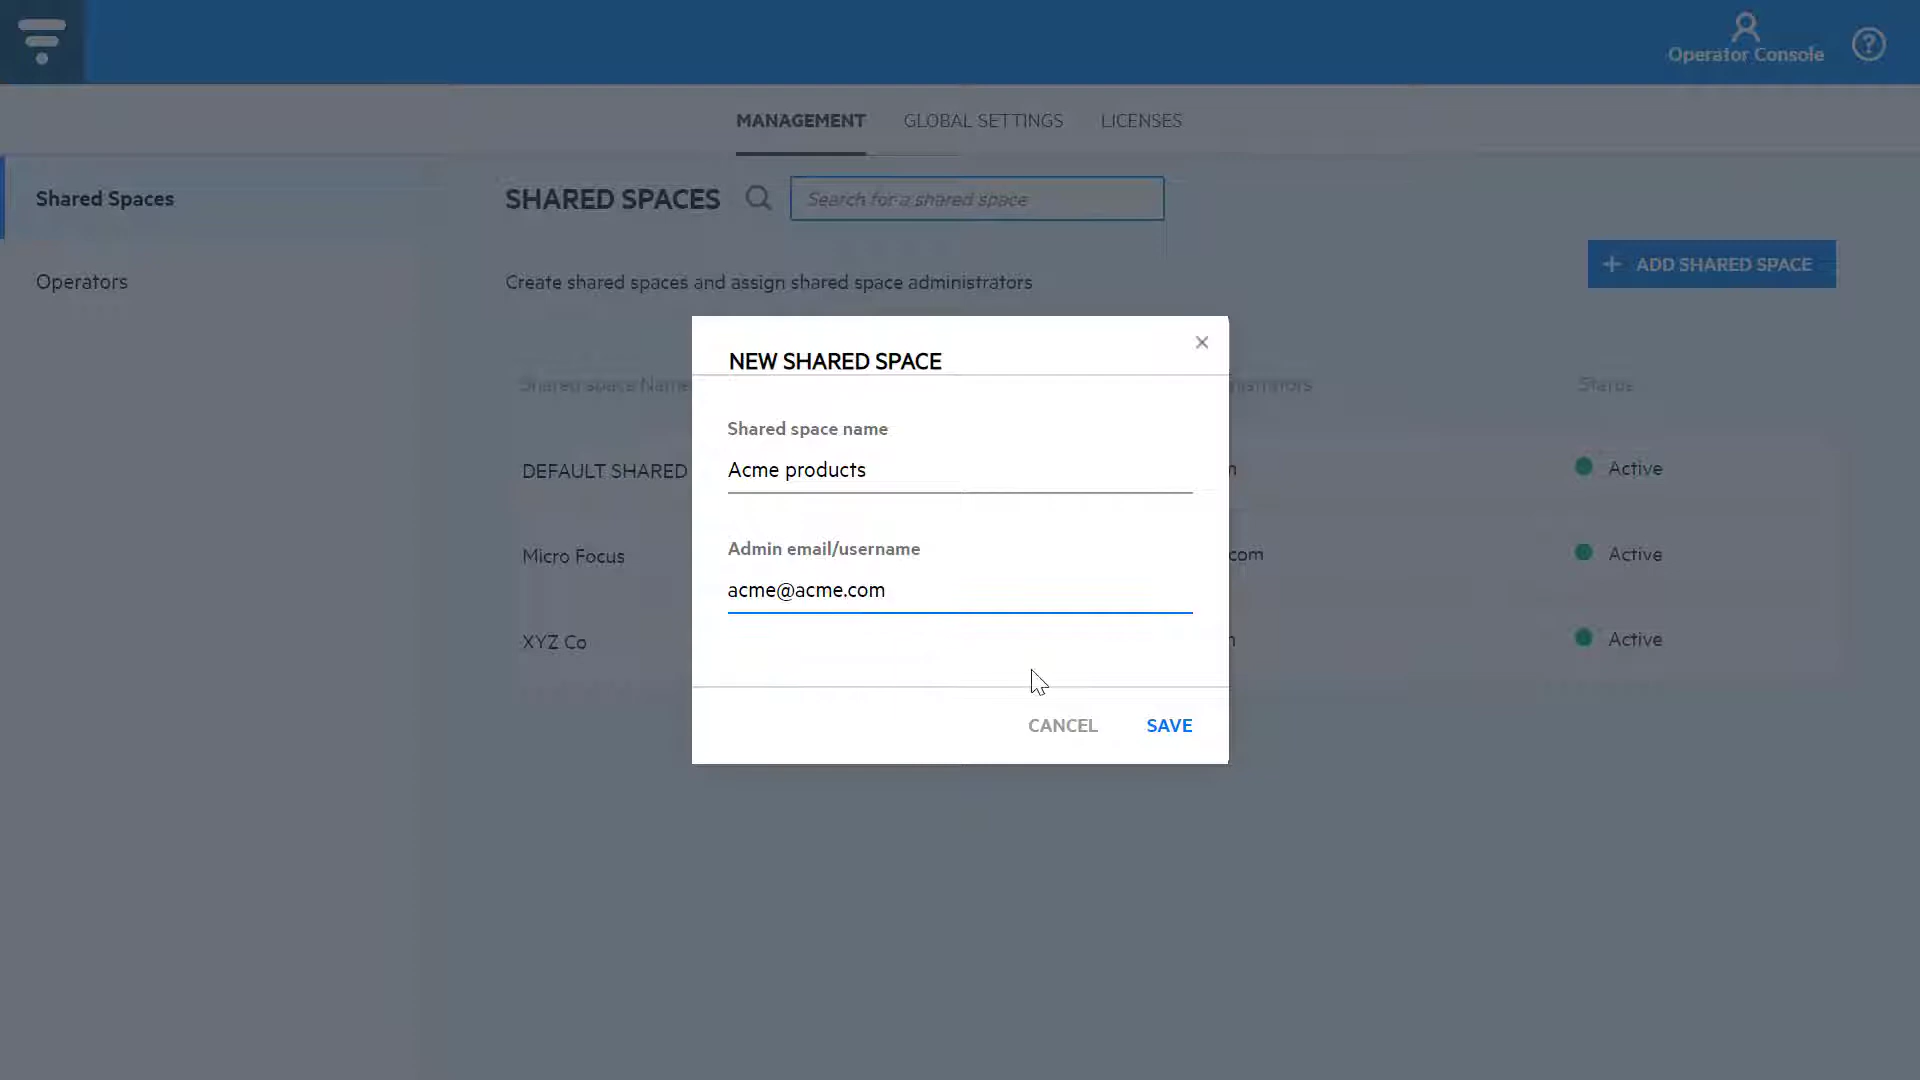 Operator Console
?
MANAGEMENT GLOBAL SETTINGS LICENSES
Shared Spaces
Operators
SHARED SPACES Search for a shared space
+ ADD SHARED SPACE
Create shared spaces and assign shared space administrators
Shared space Name Status
DEFAULT SHARED Active
Micro Focus com Active
XYZ Co Active
NEW SHARED SPACE
×
Shared space name
Acme products
Admin email/username
acme@acme.com
CANCEL SAVE